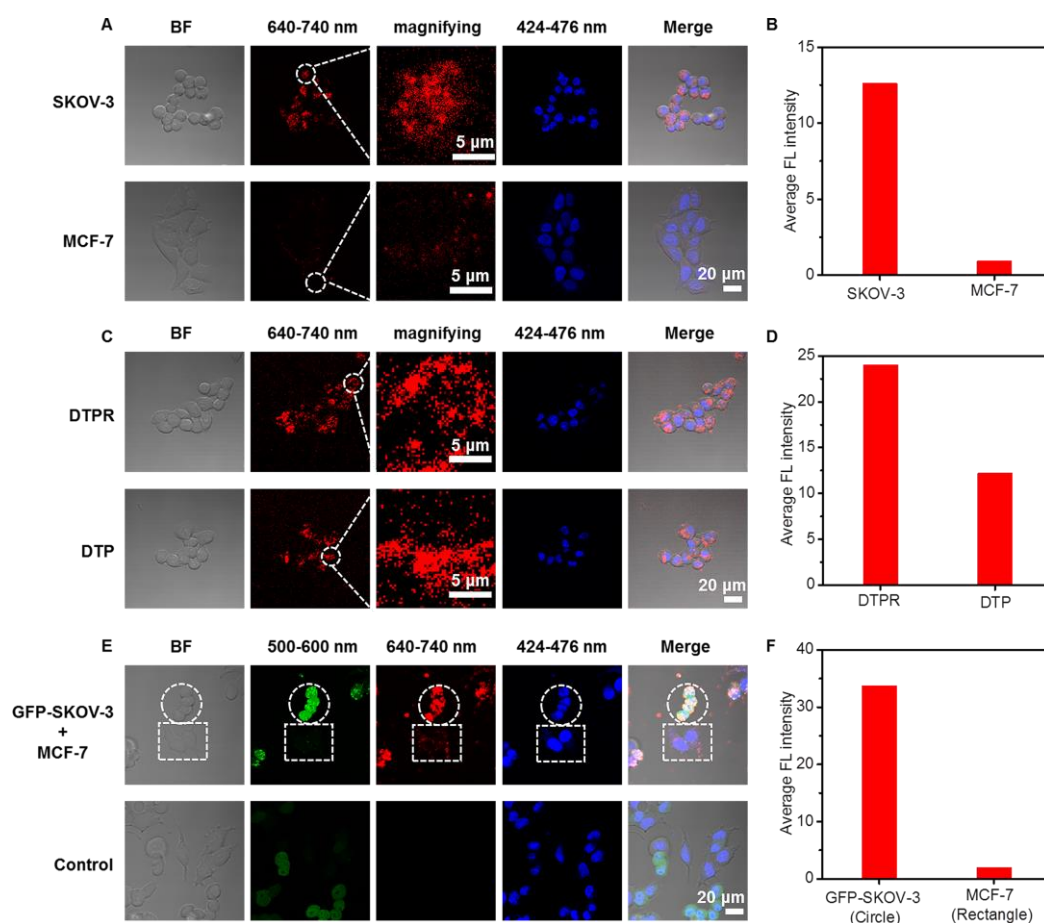 A BF 640-740 nm magnifying 424-476 nm Merge
SKOV-3
5 µm
MCF-7
5 µm
20 µm
B
15
10
5
0
Average FL intensity
SKOV-3 MCF-7
C BF 640-740 nm magnifying 424-476 nm Merge
DTPR
5 µm
DTP
5 µm
20 µm
D
25
20
15
10
5
0
Average FL intensity
DTPR DTP
E BF 500-600 nm 640-740 nm 424-476 nm Merge
GFP-SKOV-3
+
MCF-7
Control
20 µm
F
40
30
20
10
0
Average FL intensity
GFP-SKOV-3 MCF-7
(Circle) (Rectangle)